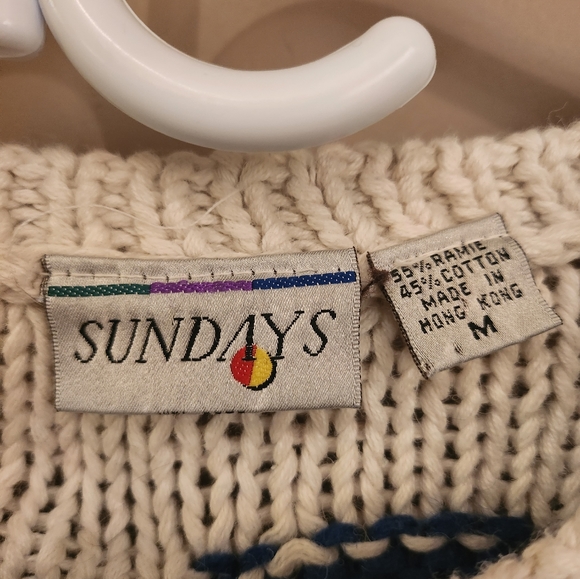 SUNDAYS
55% RAMIE
45% COTTON
MADE IN
HONG KONG
M